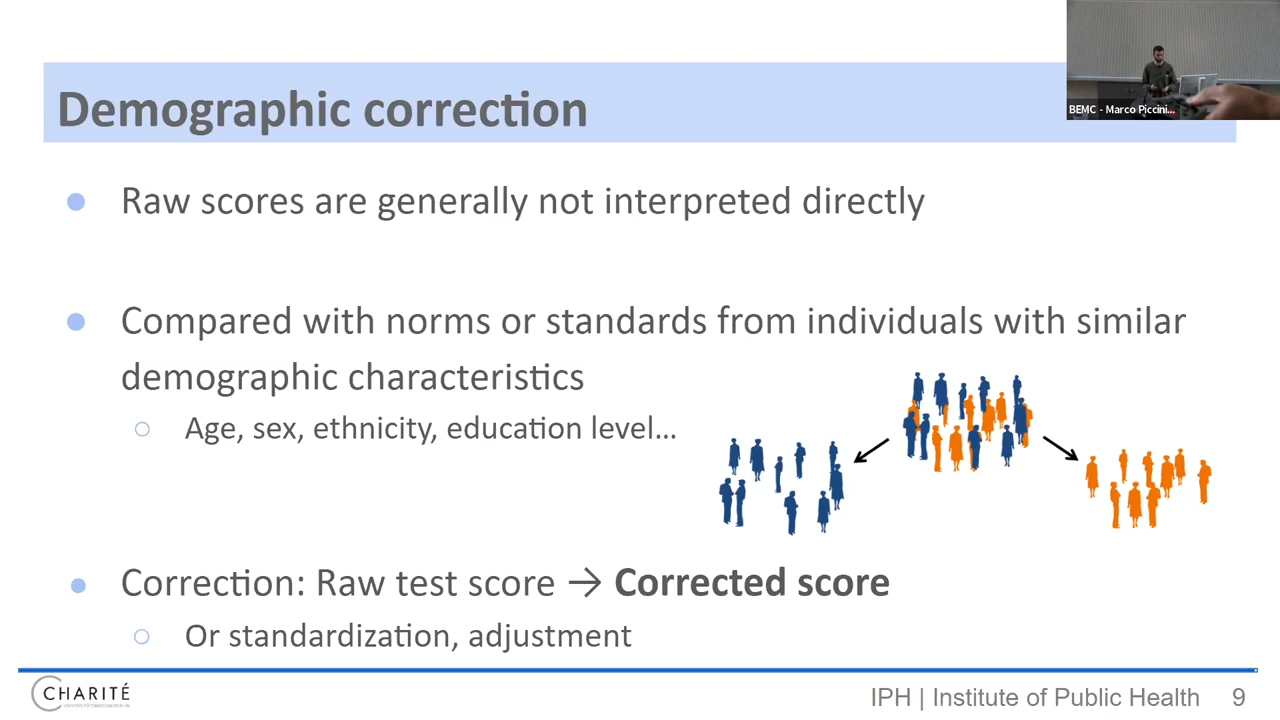 BEMC - Marco Piccini...
Demographic correction
Raw scores are generally not interpreted directly
Compared with norms or standards from individuals with similar
demographic characteristics
Age, sex, ethnicity, education level…
Correction: Raw test score → Corrected score
Or standardization, adjustment
CHARITÉ
UNIVERSITÄTSMEDIZIN BERLIN
IPH | Institute of Public Health 9